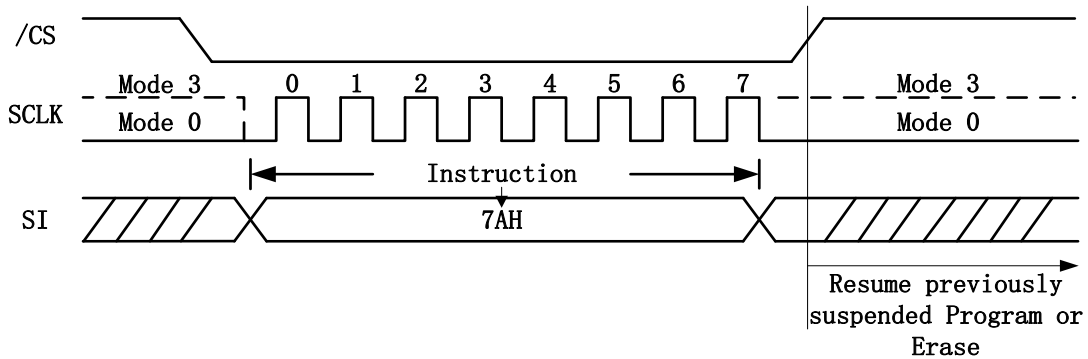 /CS
Mode 3 0 1 2 3 4 5 6 7 Mode 3
SCLK
Mode 0 Mode 0
Instruction
SI
7AH
Resume previously
suspended Program or
Erase